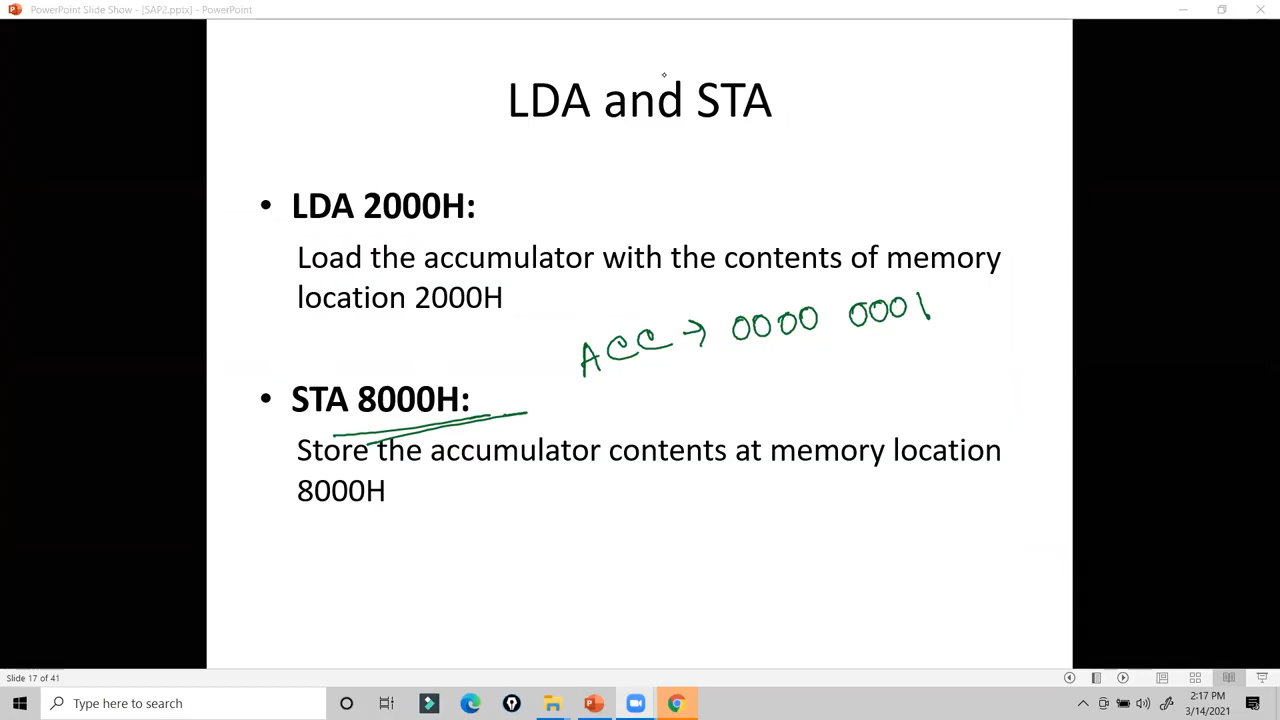 PowerPoint Slide Show - [SAP2.pptx] - PowerPoint
LDA and STA
• LDA 2000H:
Load the accumulator with the contents of memory
location 2000H
ACC → 0000 0001
• STA 8000H:
Store the accumulator contents at memory location
8000H
Slide 17 of 41
Type here to search
2:17 PM
3/14/2021